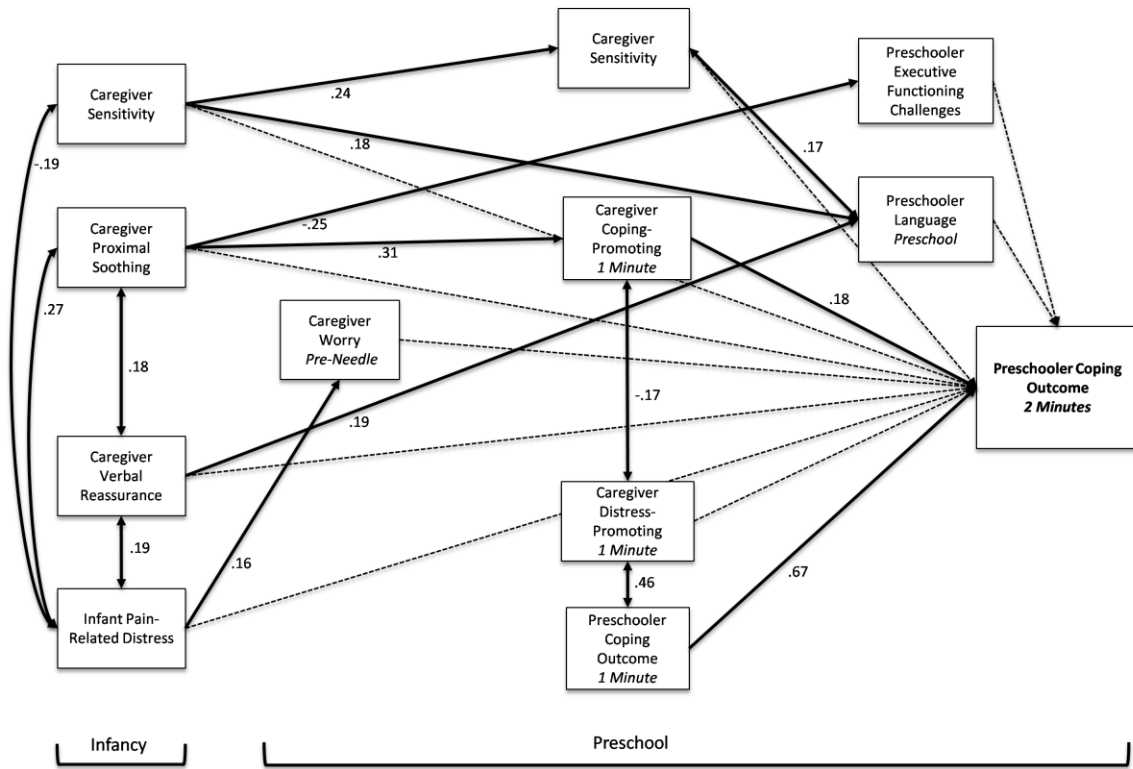 Caregiver
Sensitivity
Caregiver
Sensitivity
Preschooler
Executive
Functioning
Challenges
.24
-.19
.18
.17
Caregiver
Proximal
Soothing
Caregiver
Coping-
Promoting
1 Minute
Preschooler
Language
Preschool
-.25
.31
.27
.18
Caregiver
Worry
Pre-Needle
.18
-.17
Preschooler Coping
Outcome
2 Minutes
.19
Caregiver
Verbal
Reassurance
Caregiver
Distress-
Promoting
1 Minute
.19
.16
.46
.67
Infant Pain-
Related Distress
Preschooler
Coping
Outcome
1 Minute
Infancy
Preschool